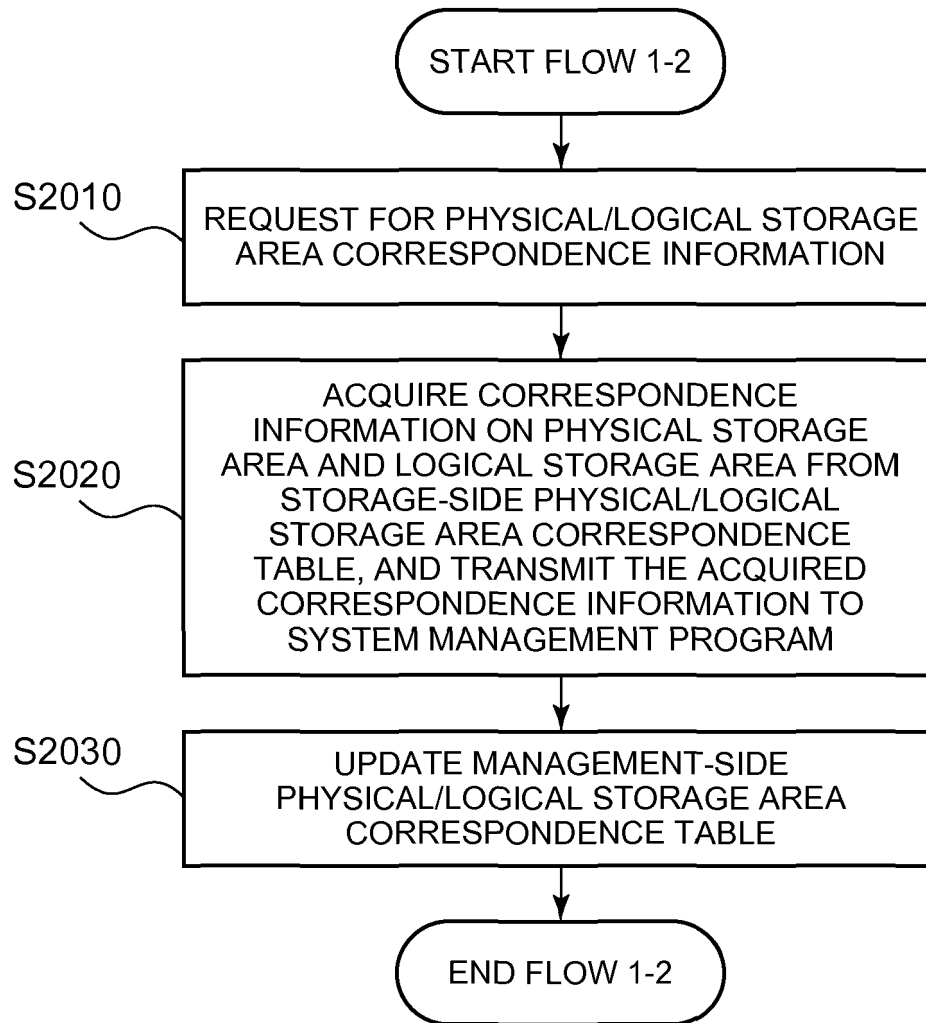 START FLOW 1-2
S2010
REQUEST FOR PHYSICAL/LOGICAL STORAGE
AREA CORRESPONDENCE INFORMATION
S2020
ACQUIRE CORRESPONDENCE
INFORMATION ON PHYSICAL STORAGE
AREA AND LOGICAL STORAGE AREA FROM
STORAGE-SIDE PHYSICAL/LOGICAL
STORAGE AREA CORRESPONDENCE
TABLE, AND TRANSMIT THE ACQUIRED
CORRESPONDENCE INFORMATION TO
SYSTEM MANAGEMENT PROGRAM
S2030
UPDATE MANAGEMENT-SIDE
PHYSICAL/LOGICAL STORAGE AREA
CORRESPONDENCE TABLE
END FLOW 1-2